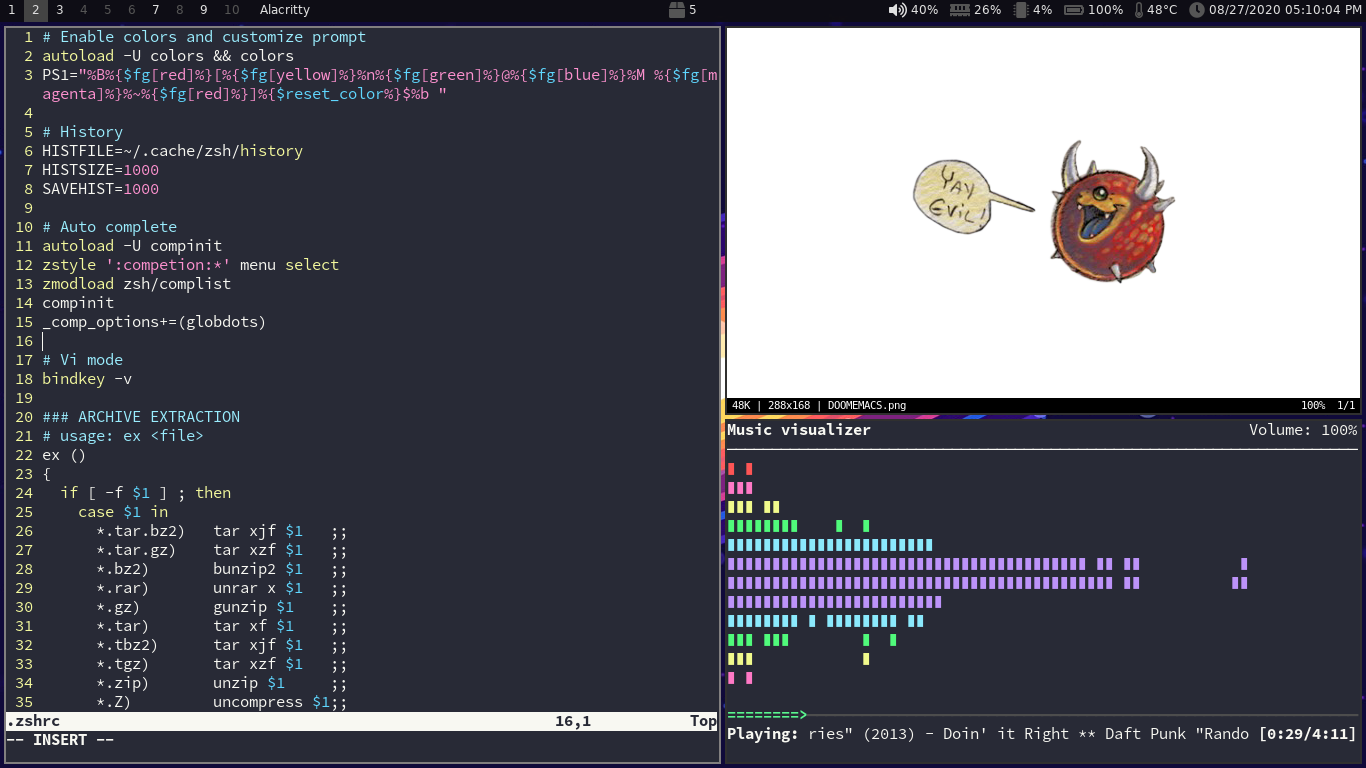 1 2 3 4 5 6 7 8 9 10 Alacritty 5 40% 26% 4% 100% 48°C 08/27/2020 05:10:04 PM
1 # Enable colors and customize prompt
2 autoload -U colors && colors
3 PS1="%B%{$fg[red]%}[%{$fg[yellow]%}%n%{$fg[green]%}@%{$fg[blue]%}%M %{$fg[m
agenta]%}%~%{$fg[red]%}]%{$reset_color%}$%b "
4
5 # History
6 HISTFILE=~/.cache/zsh/history
7 HISTSIZE=1000
8 SAVEHIST=1000
9
10 # Auto complete
11 autoload -U compinit
12 zstyle ':competion:*' menu select
13 zmodload zsh/complist
14 compinit
15 _comp_options+=(globdots)
16
17 # Vi mode
18 bindkey -v
19
20 ### ARCHIVE EXTRACTION
21 # usage: ex <file>
22 ex ()
23 {
24   if [ -f $1 ] ; then
25     case $1 in
26       *.tar.bz2)   tar xjf $1   ;;
27       *.tar.gz)    tar xzf $1   ;;
28       *.bz2)       bunzip2 $1   ;;
29       *.rar)       unrar x $1   ;;
30       *.gz)        gunzip $1    ;;
31       *.tar)       tar xf $1    ;;
32       *.tbz2)      tar xjf $1   ;;
33       *.tgz)       tar xzf $1   ;;
34       *.zip)       unzip $1     ;;
35       *.Z)         uncompress $1;;
.zshrc 16,1 Top
-- INSERT --
YAY
EVIL!
48K | 288x168 | DOOMEMACS.png 100% 1/1
Music visualizer Volume: 100%
========>
Playing: ries" (2013) - Doin' it Right ** Daft Punk "Rando [0:29/4:11]